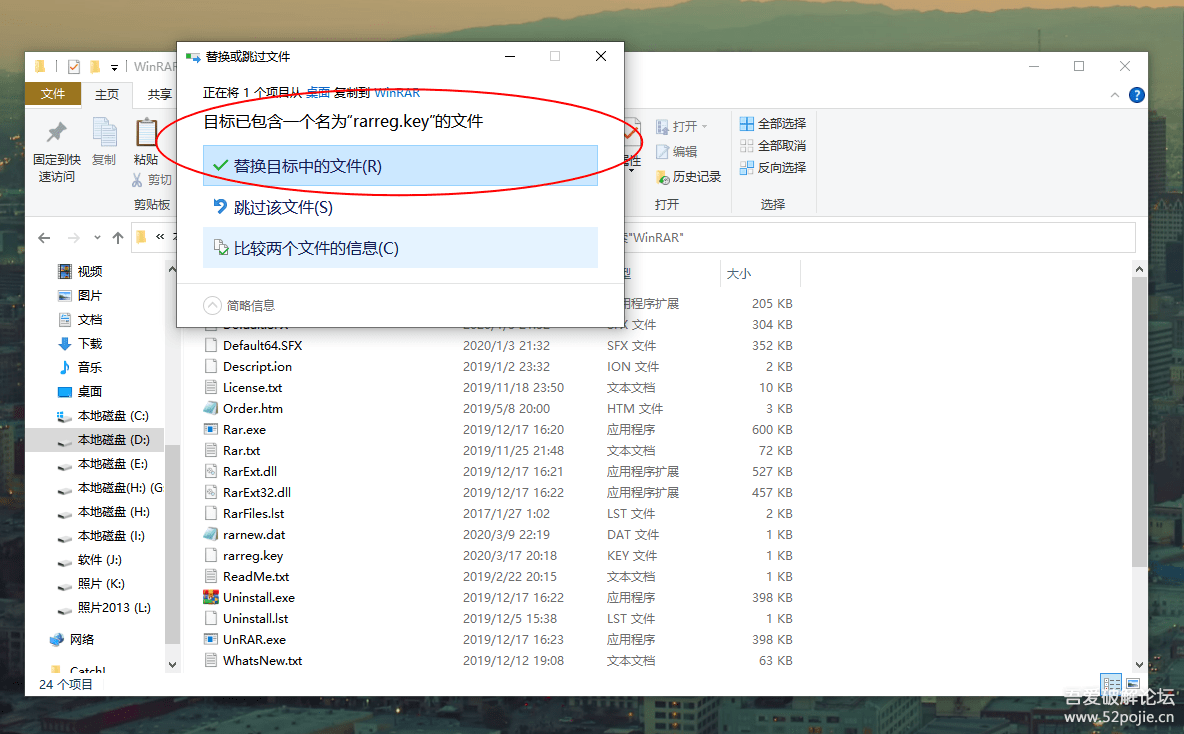 替换或跳过文件
正在将 1 个项目从 桌面 复制到 WinRAR
目标已包含一个名为“rarreg.key”的文件
替换目标中的文件(R)
跳过该文件(S)
比较两个文件的信息(C)
简略信息
WinRAR
文件 主页 共享
固定到快速访问
复制
粘贴
剪切
剪贴板
打开
编辑
历史记录
打开
全部选择
全部取消
反向选择
选择
"WinRAR"
视频
图片
文档
下载
音乐
桌面
本地磁盘 (C:)
本地磁盘 (D:)
本地磁盘 (E:)
本地磁盘(H:) (G
本地磁盘 (H:)
本地磁盘 (I:)
软件 (J:)
照片 (K:)
照片2013 (L:)
网络
Catch!
型 大小
用程序扩展 205 KB
文件 304 KB
Default64.SFX 2020/1/3 21:32 SFX 文件 352 KB
Descript.ion 2019/1/2 23:32 ION 文件 2 KB
License.txt 2019/11/18 23:50 文本文档 10 KB
Order.htm 2019/5/8 20:00 HTM 文件 3 KB
Rar.exe 2019/12/17 16:20 应用程序 600 KB
Rar.txt 2019/11/25 21:48 文本文档 72 KB
RarExt.dll 2019/12/17 16:21 应用程序扩展 527 KB
RarExt32.dll 2019/12/17 16:22 应用程序扩展 457 KB
RarFiles.lst 2017/1/27 1:02 LST 文件 2 KB
rarnew.dat 2020/3/9 22:19 DAT 文件 1 KB
rarreg.key 2020/3/17 20:18 KEY 文件 1 KB
ReadMe.txt 2019/2/22 20:15 文本文档 1 KB
Uninstall.exe 2019/12/17 16:22 应用程序 398 KB
Uninstall.lst 2019/12/5 15:38 LST 文件 1 KB
UnRAR.exe 2019/12/17 16:23 应用程序 398 KB
WhatsNew.txt 2019/12/12 19:08 文本文档 63 KB
24 个项目
吾爱破解论坛
www.52pojie.cn